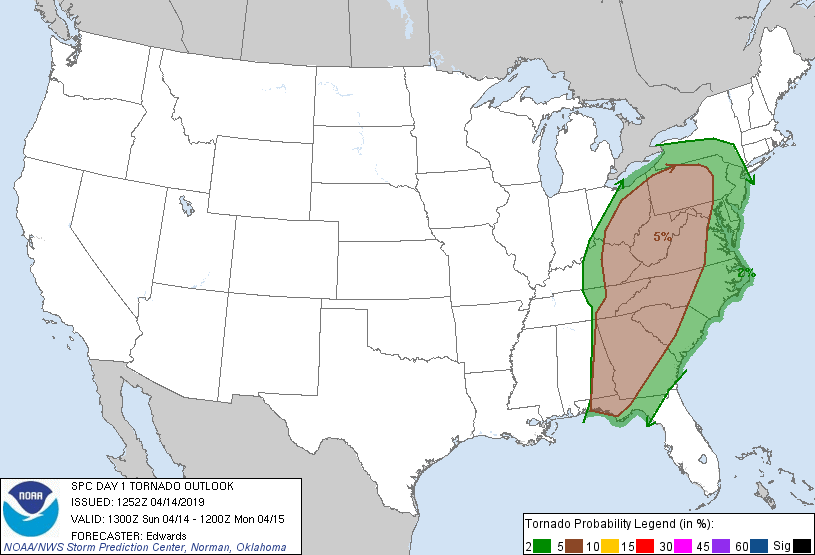 5%
2%
NOAA
SPC DAY 1 TORNADO OUTLOOK
ISSUED: 1252Z 04/14/2019
VALID: 1300Z Sun 04/14 - 1200Z Mon 04/15
FORECASTER: Edwards
NOAA/NWS Storm Prediction Center, Norman, Oklahoma
Tornado Probability Legend (in %):
2 5 10 15 30 45 60 Sig